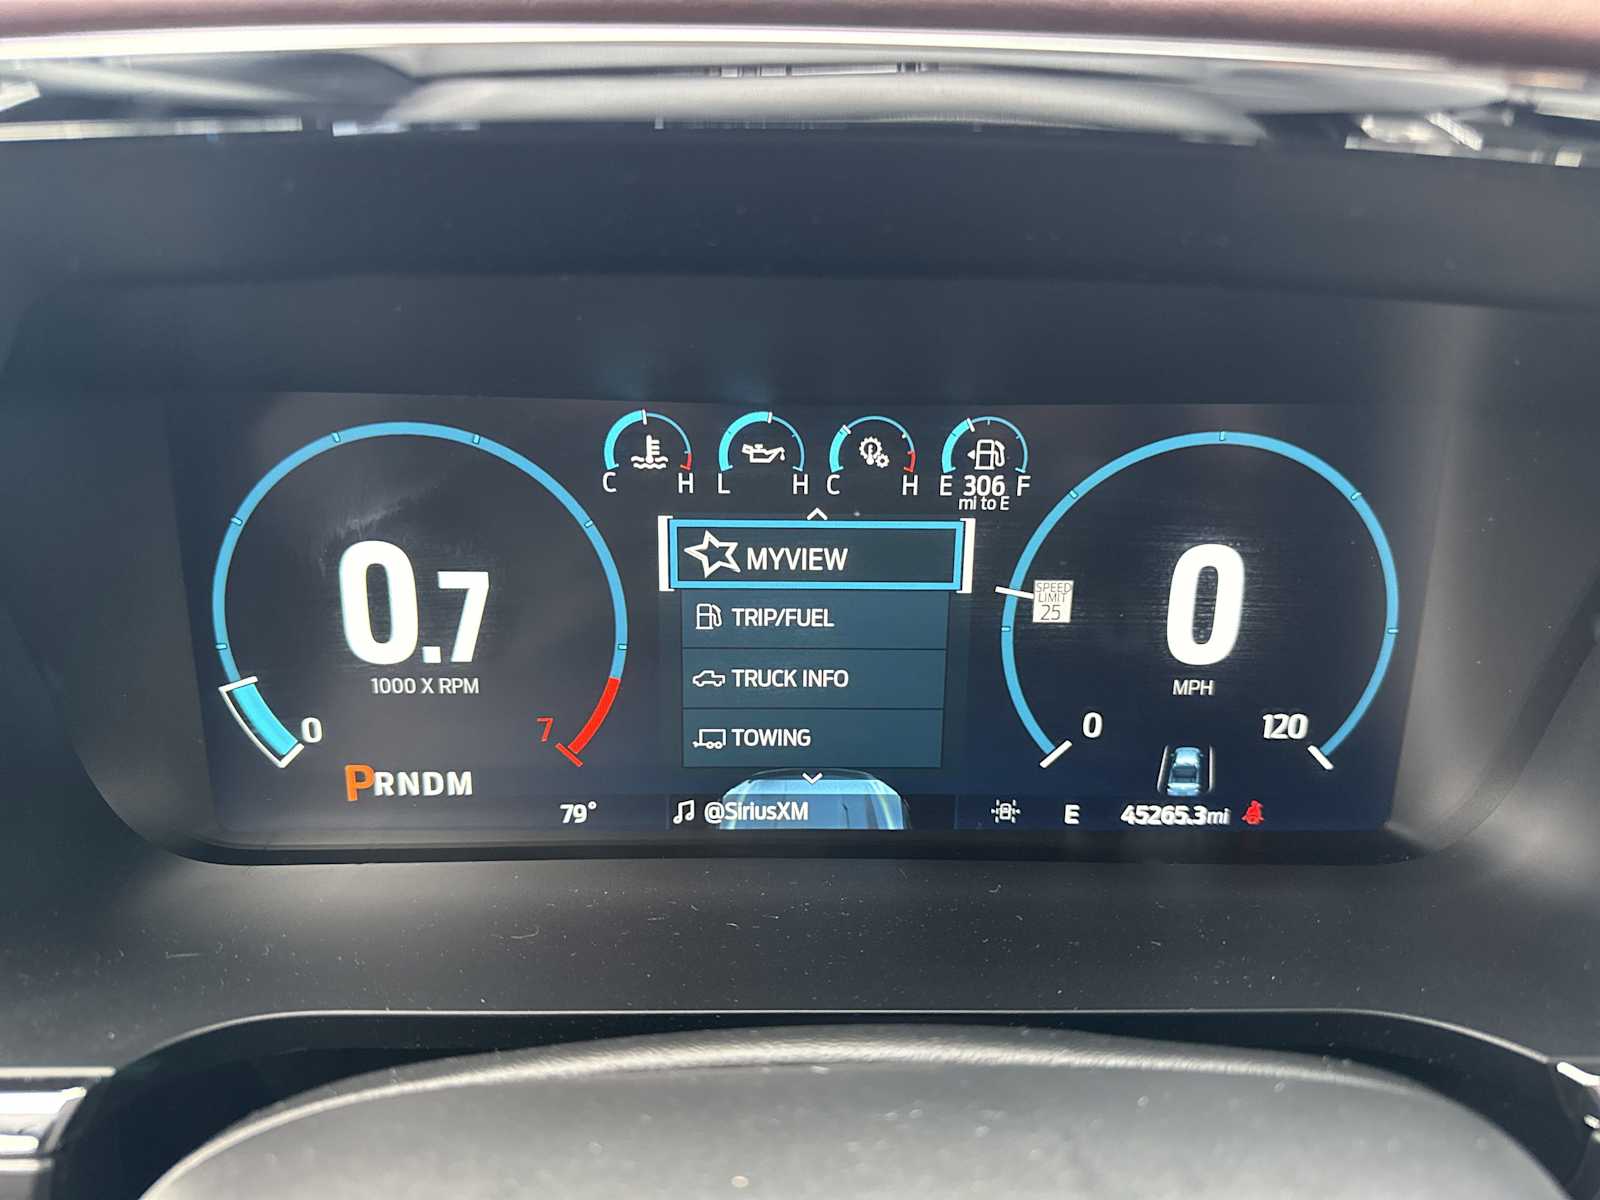 C H
L H
C H
E 306 F
mi to E
MYVIEW
TRIP/FUEL
TRUCK INFO
TOWING
0.7
1000 X RPM
0
7
PRNDM
SPEED
LIMIT
25
0
MPH
0
120
79°
@SiriusXM
E
45265.3mi